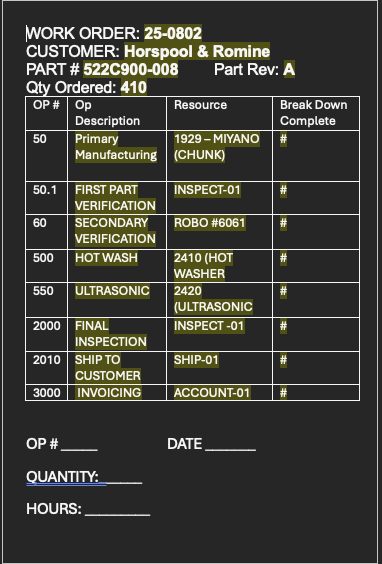 WORK ORDER: 25-0802
CUSTOMER: Horspool & Romine
PART # 522C900-008 Part Rev: A
Qty Ordered: 410
OP # Op Description Resource Break Down Complete
50 Primary Manufacturing 1929 – MIYANO (CHUNK) #
50.1 FIRST PART VERIFICATION INSPECT-01 #
60 SECONDARY VERIFICATION ROBO #6061 #
500 HOT WASH 2410 (HOT WASHER #
550 ULTRASONIC 2420 (ULTRASONIC #
2000 FINAL INSPECTION INSPECT -01 #
2010 SHIP TO CUSTOMER SHIP-01 #
3000 INVOICING ACCOUNT-01 #
OP # _____ DATE _______
QUANTITY: _____
HOURS: _________